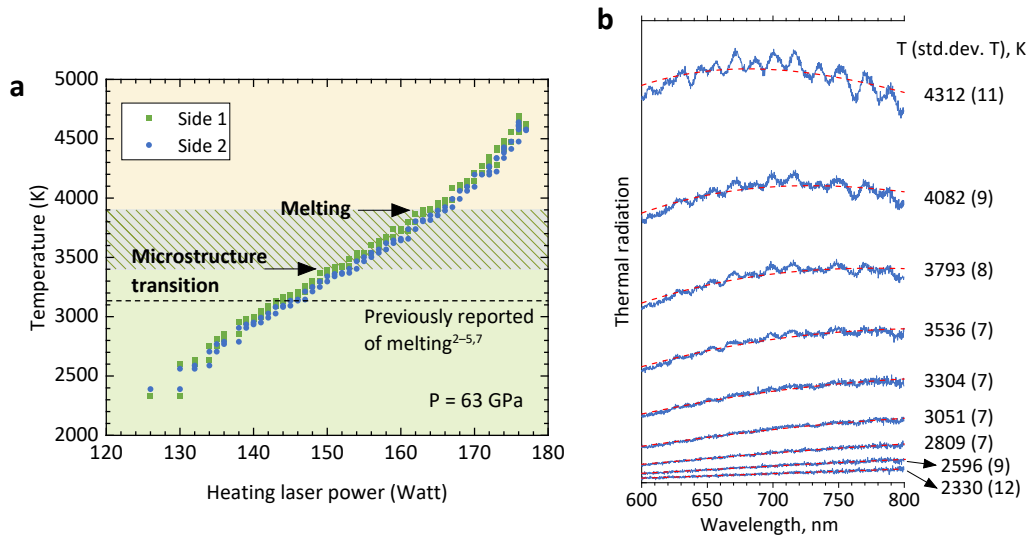 a
5000
4500
4000
3500
3000
2500
2000
Temperature (K)
Side 1
Side 2
Melting
Microstructure
transition
Previously reported
of melting2–5,7
P = 63 GPa
120 130 140 150 160 170 180
Heating laser power (Watt)
b
T (std.dev. T), K
4312 (11)
4082 (9)
3793 (8)
3536 (7)
3304 (7)
3051 (7)
2809 (7)
2596 (9)
2330 (12)
Thermal radiation
600 650 700 750 800
Wavelength, nm